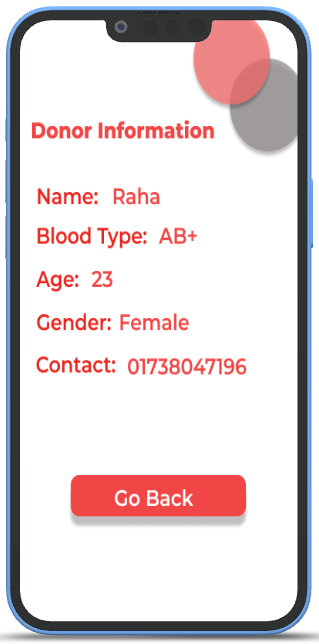 Donor Information
Name: Raha
Blood Type: AB+
Age: 23
Gender: Female
Contact: 01738047196
Go Back